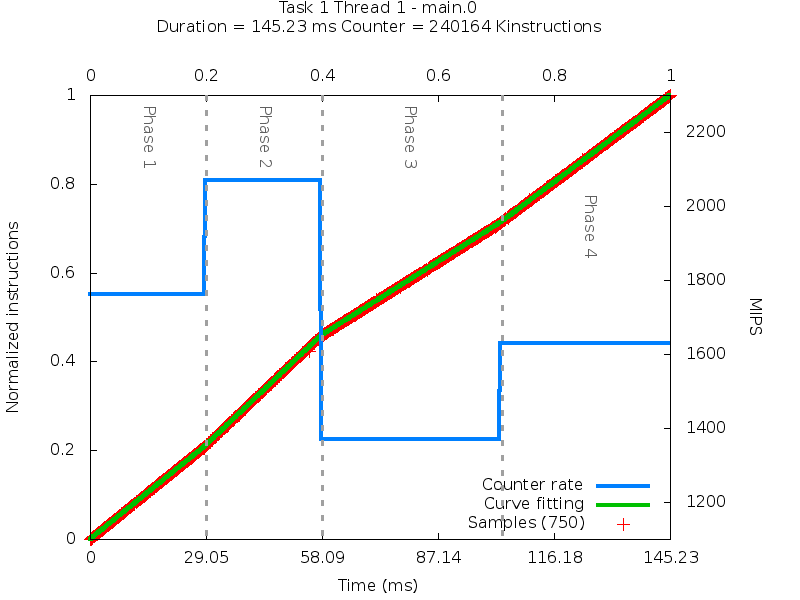 Task 1 Thread 1 - main.0
Duration = 145.23 ms Counter = 240164 Kinstructions
0 0.2 0.4 0.6 0.8 1
Phase 1
Phase 2
Phase 3
Phase 4
1
0.8
0.6
0.4
0.2
0
Normalized instructions
2200
2000
1800
1600
1400
1200
MIPS
Counter rate
Curve fitting
Samples (750)
0 29.05 58.09 87.14 116.18 145.23
Time (ms)